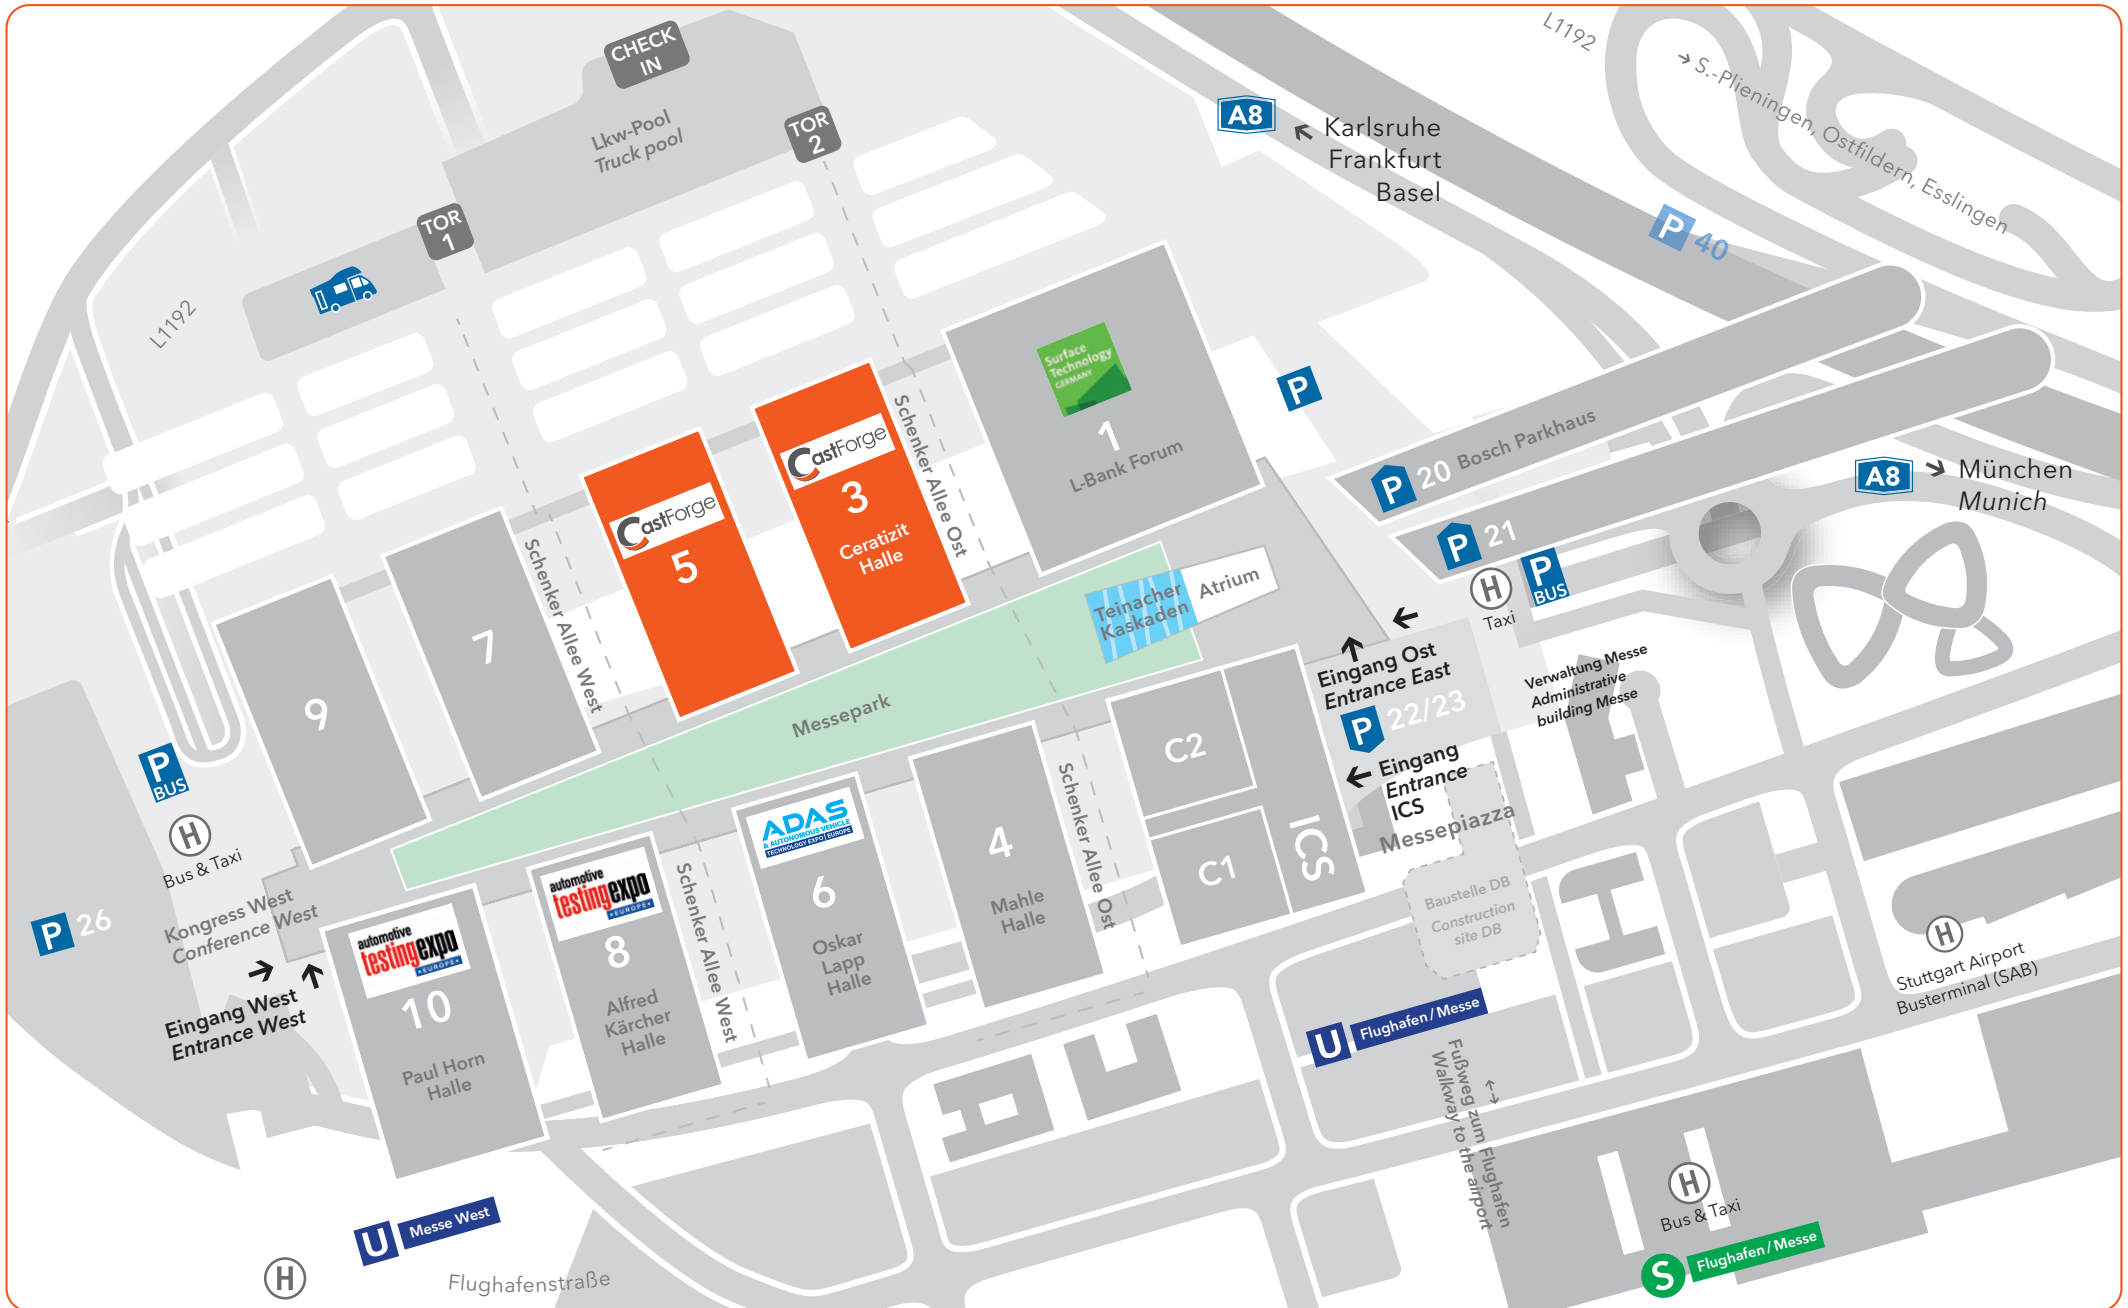 CHECK
IN
Lkw-Pool
Truck pool
TOR
2
TOR
1
L1192
L1192
→ S.-Plieningen, Ostfildern, Esslingen
A8
Karlsruhe
Frankfurt
Basel
P 40
Surface
Technology
GERMANY
1
L-Bank Forum
P
P 20 Bosch Parkhaus
A8
München
Munich
P 21
H
Taxi
P
BUS
CastForge
3
Ceratizit
Halle
Schenker Allee Ost
CastForge
5
Schenker Allee West
7
9
Teinacher
Kaskaden
Atrium
Messepark
Eingang Ost
Entrance East
P 22/23
Eingang
Entrance
ICS
Verwaltung Messe
Administrative
building Messe
Messepiazza
Baustelle DB
Construction
site DB
C2
C1
ICS
4
Mahle
Halle
Schenker Allee Ost
ADAS
& AUTONOMOUS VEHICLE
TECHNOLOGY EXPO EUROPE
6
Oskar
Lapp
Halle
Schenker Allee West
automotive
testing expo
EUROPE
8
Alfred
Kärcher
Halle
automotive
testing expo
EUROPE
10
Paul Horn
Halle
P
BUS
H
Bus & Taxi
P 26
Kongress West
Conference West
Eingang West
Entrance West
U Messe West
H
Flughafenstraße
U Flughafen / Messe
Fußweg zum Flughafen
Walkway to the airport
H
Stuttgart Airport
Busterminal (SAB)
H
Bus & Taxi
S Flughafen / Messe